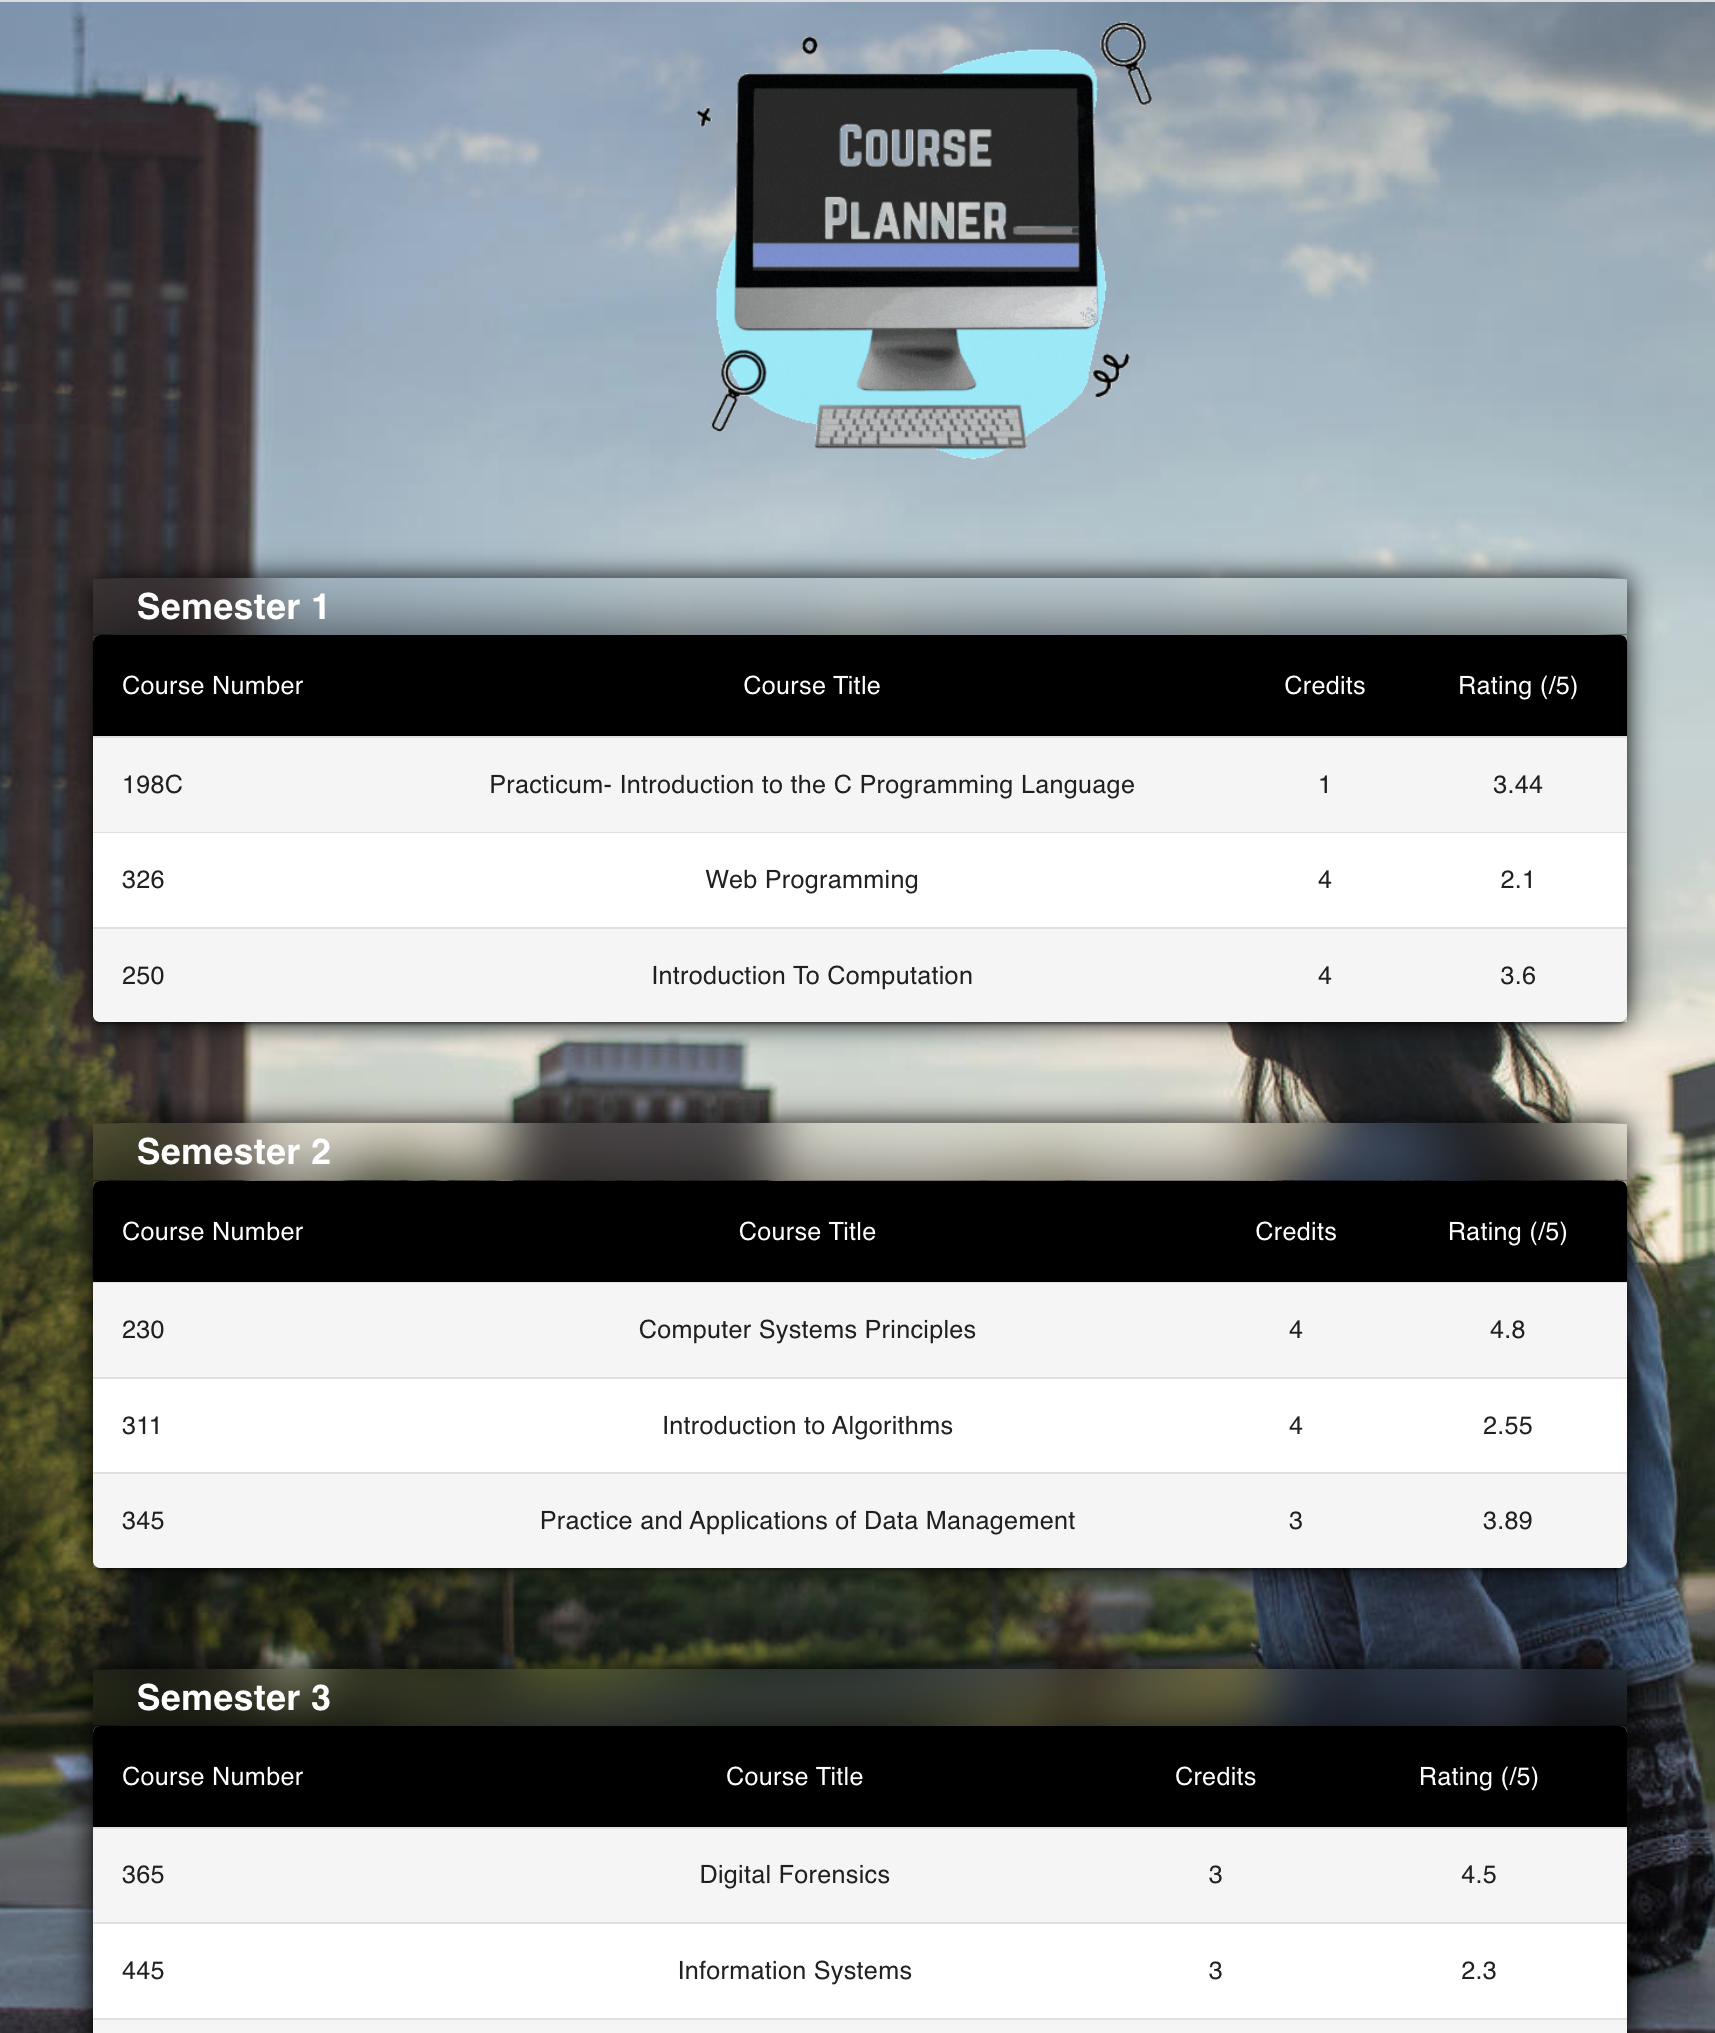 COURSE
PLANNER
Semester 1
Course Number Course Title Credits Rating (/5)
198C Practicum- Introduction to the C Programming Language 1 3.44
326 Web Programming 4 2.1
250 Introduction To Computation 4 3.6
Semester 2
Course Number Course Title Credits Rating (/5)
230 Computer Systems Principles 4 4.8
311 Introduction to Algorithms 4 2.55
345 Practice and Applications of Data Management 3 3.89
Semester 3
Course Number Course Title Credits Rating (/5)
365 Digital Forensics 3 4.5
445 Information Systems 3 2.3